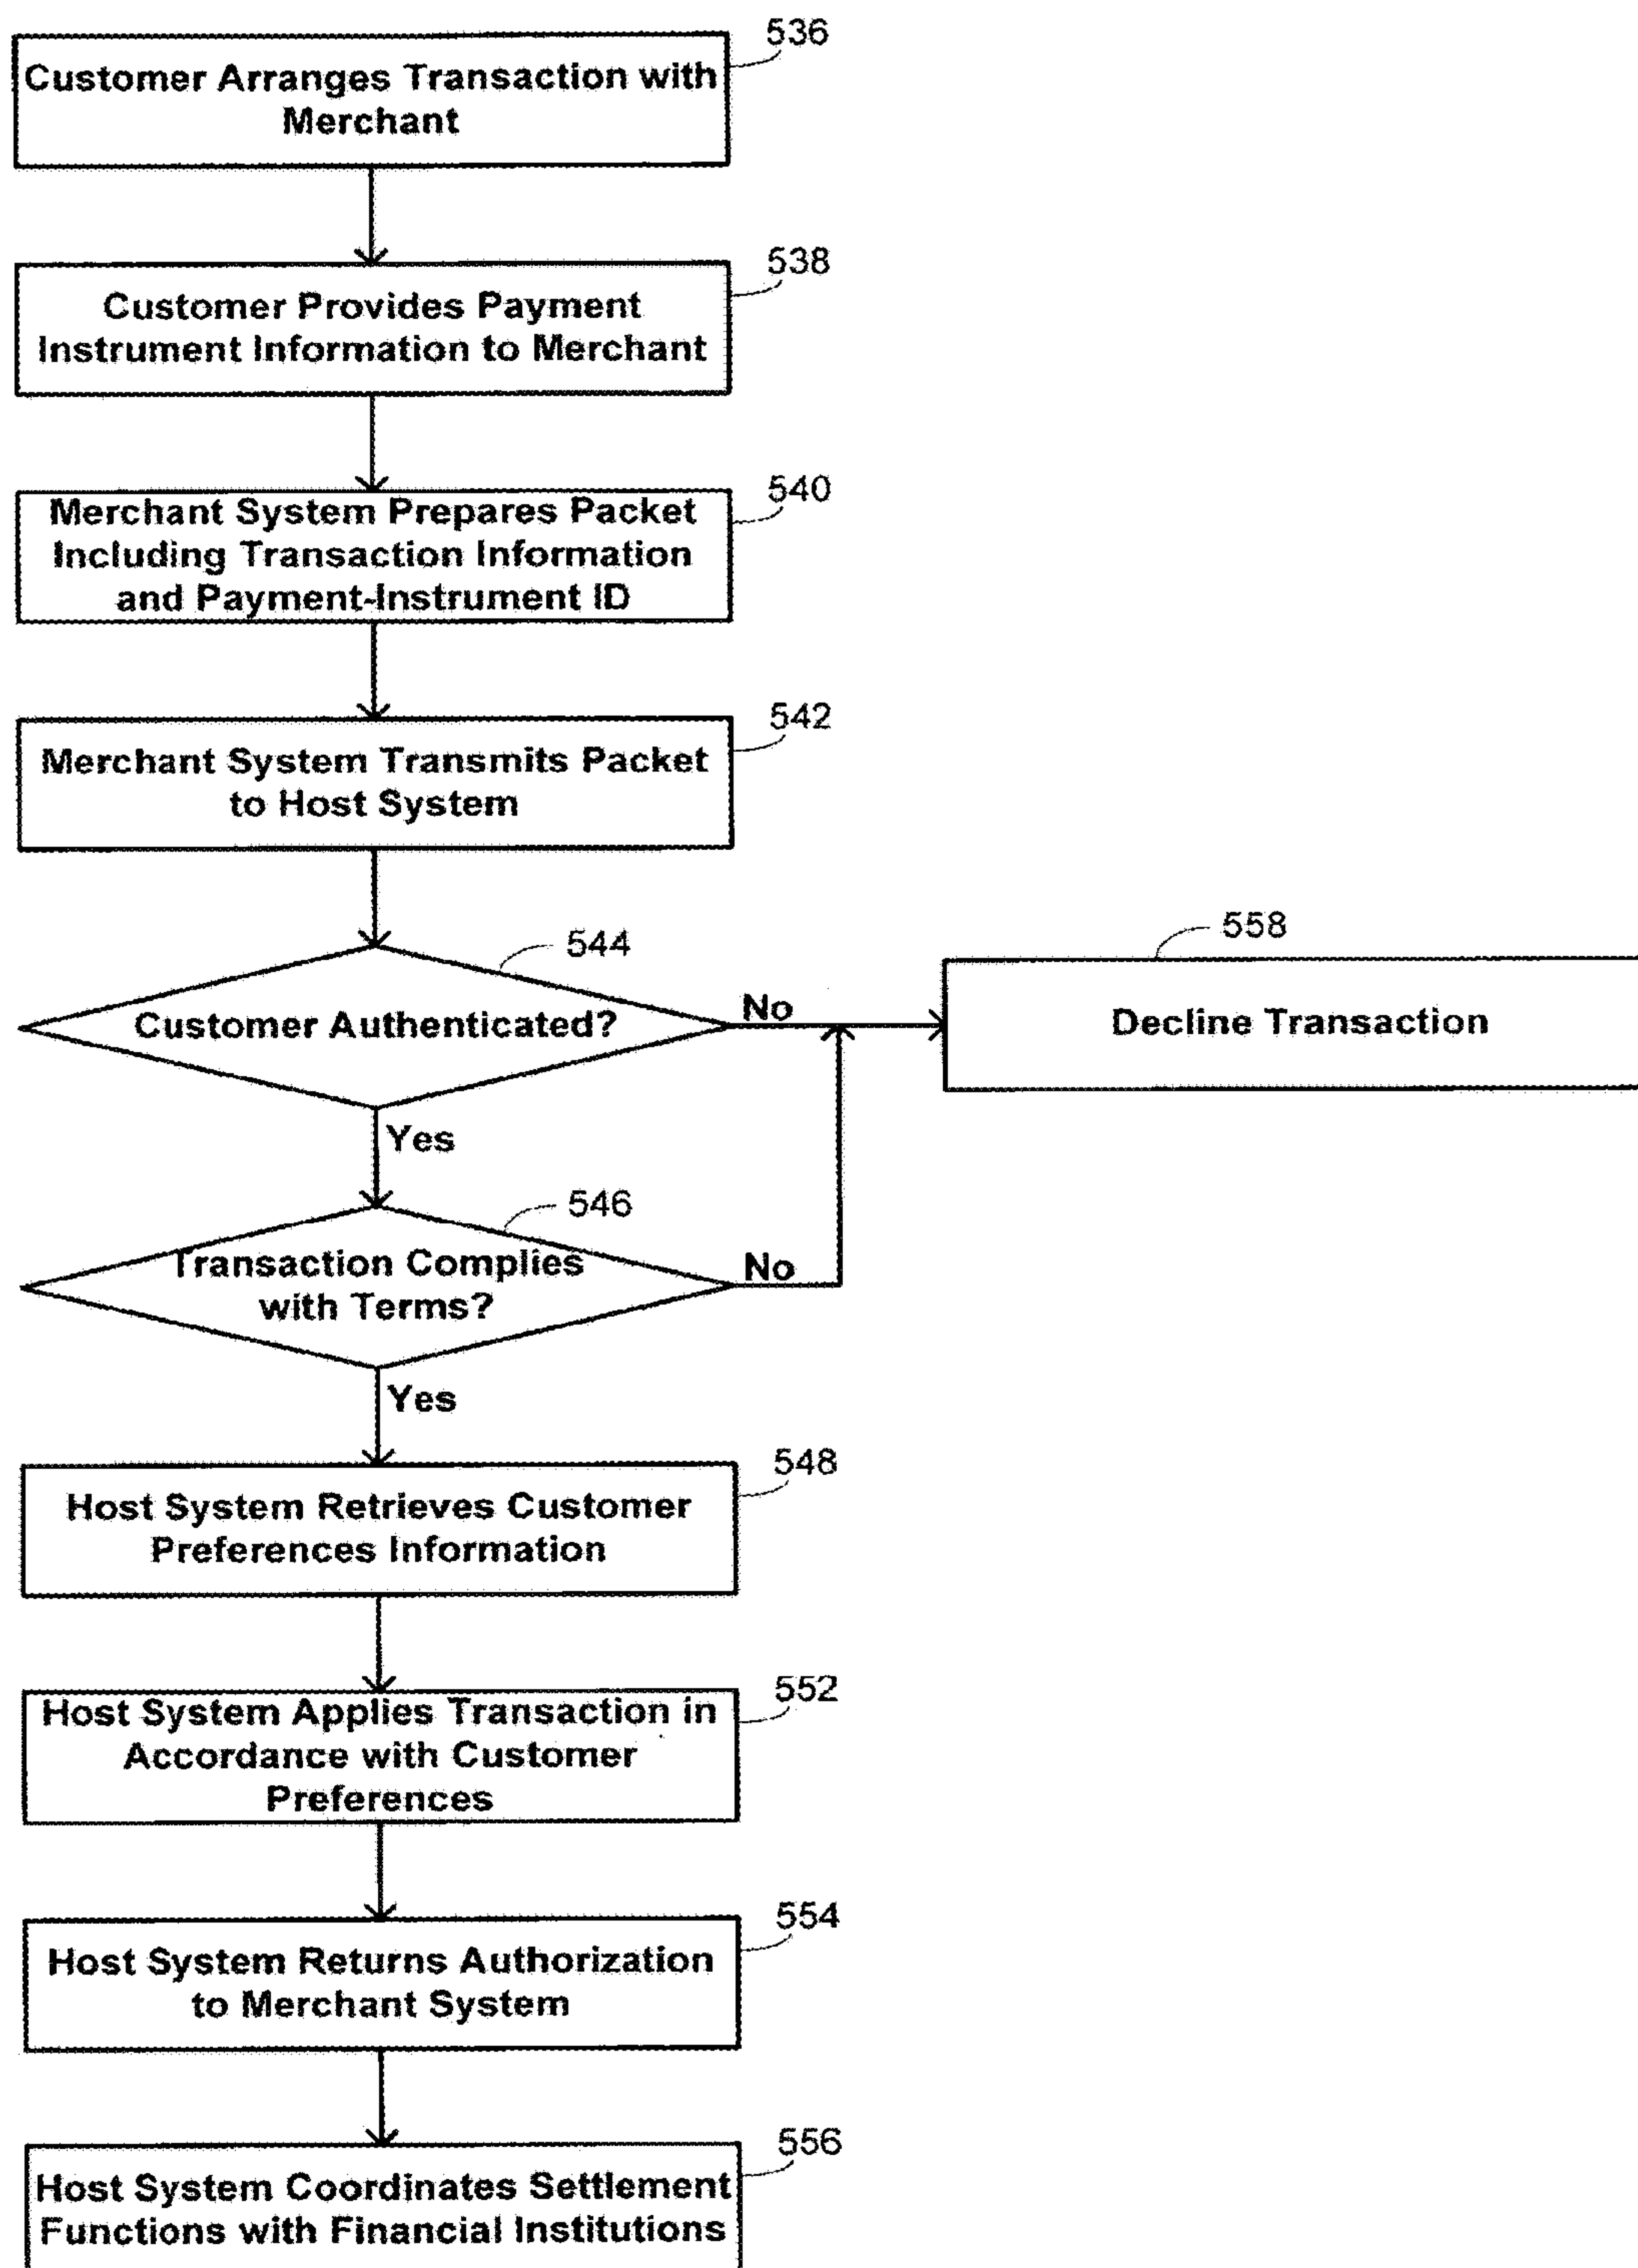 536
Customer Arranges Transaction with
Merchant
538
Customer Provides Payment
Instrument Information to Merchant
540
Merchant System Prepares Packet
Including Transaction Information
and Payment-Instrument ID
542
Merchant System Transmits Packet
to Host System
544
Customer Authenticated?
No
558
Decline Transaction
Yes
546
Transaction Complies
with Terms?
No
Yes
548
Host System Retrieves Customer
Preferences Information
552
Host System Applies Transaction in
Accordance with Customer
Preferences
554
Host System Returns Authorization
to Merchant System
556
Host System Coordinates Settlement
Functions with Financial Institutions